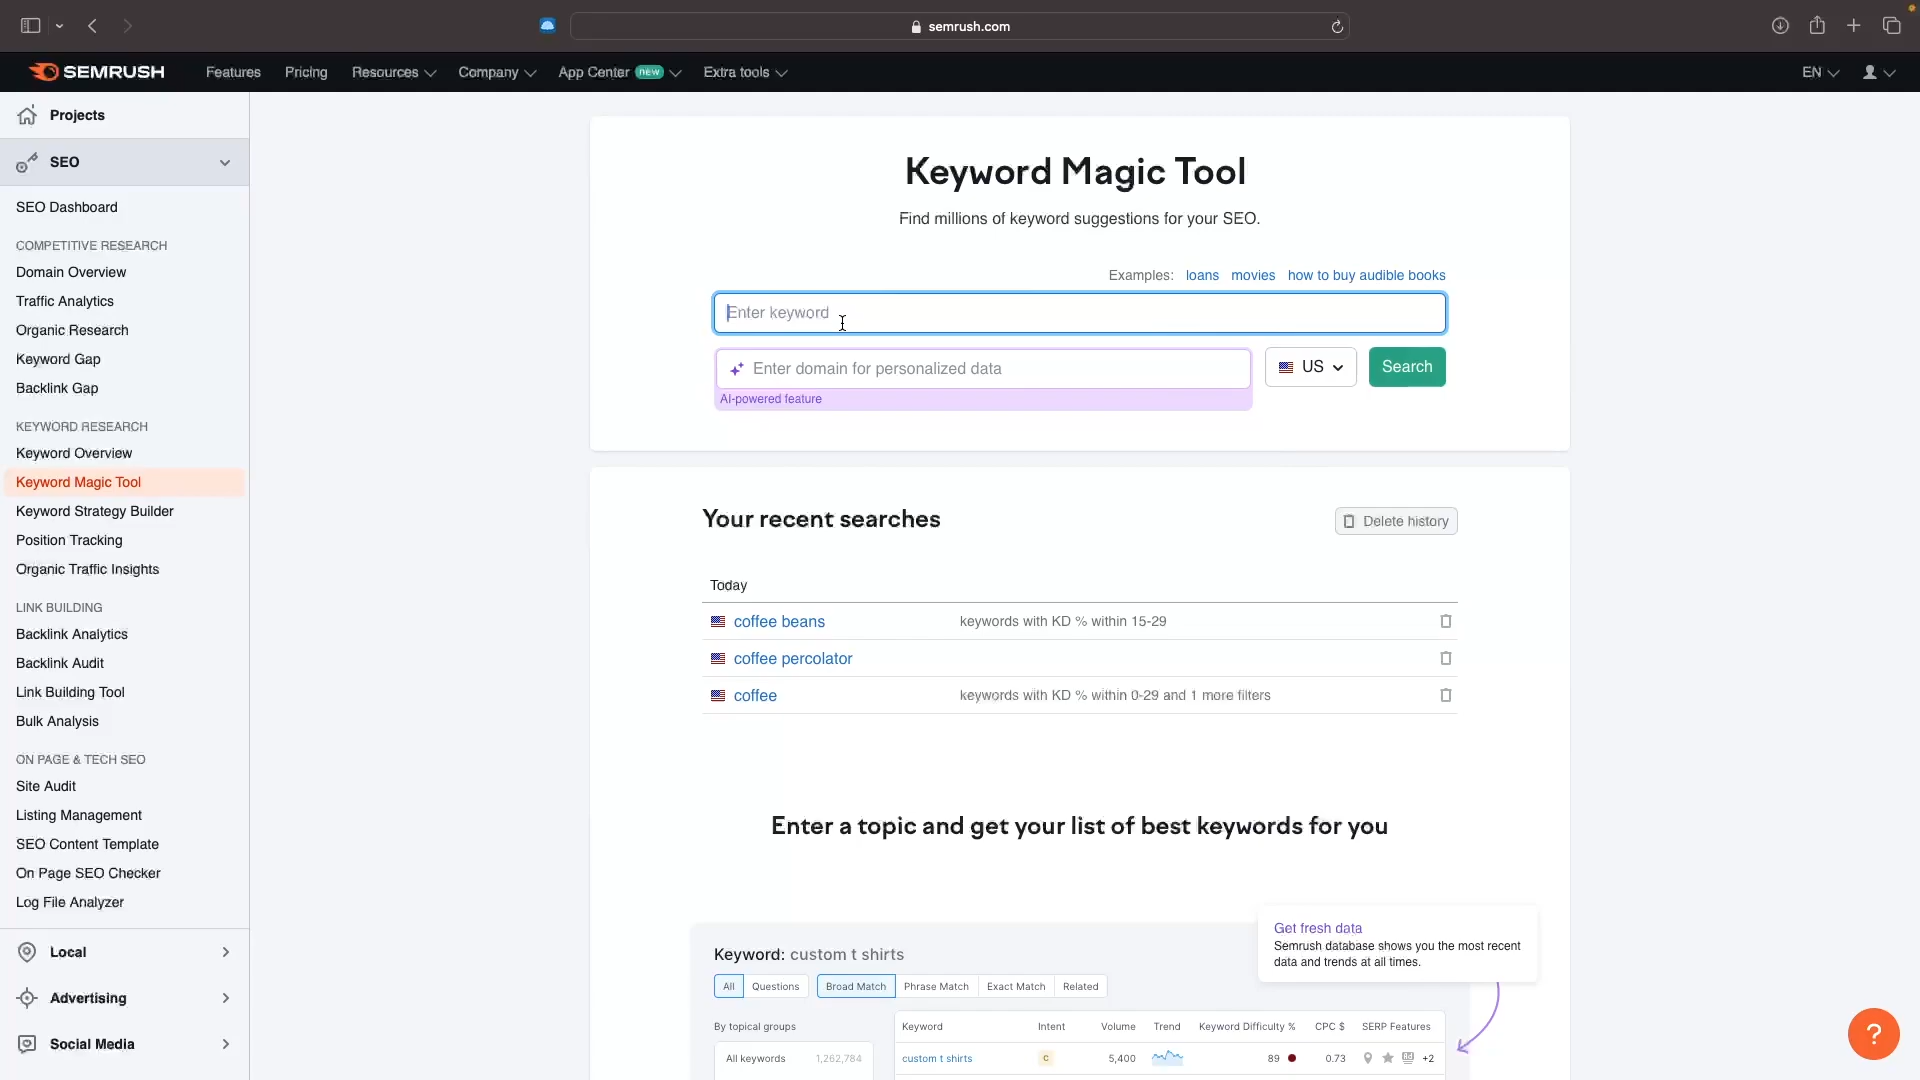 semrush.com
SEMRUSH
Features
Pricing
Resources
Company
App Center NEW
Extra tools
EN
Projects
SEO
SEO Dashboard
COMPETITIVE RESEARCH
Domain Overview
Traffic Analytics
Organic Research
Keyword Gap
Backlink Gap
KEYWORD RESEARCH
Keyword Overview
Keyword Magic Tool
Keyword Strategy Builder
Position Tracking
Organic Traffic Insights
LINK BUILDING
Backlink Analytics
Backlink Audit
Link Building Tool
Bulk Analysis
ON PAGE & TECH SEO
Site Audit
Listing Management
SEO Content Template
On Page SEO Checker
Log File Analyzer
Local
Advertising
Social Media
Keyword Magic Tool
Find millions of keyword suggestions for your SEO.
Examples: loans movies how to buy audible books
Enter keyword
Enter domain for personalized data
AI-powered feature
US
Search
Your recent searches
Delete history
Today
coffee beans keywords with KD % within 15-29
coffee percolator
coffee keywords with KD % within 0-29 and 1 more filters
Enter a topic and get your list of best keywords for you
Get fresh data
Semrush database shows you the most recent
data and trends at all times.
Keyword: custom t shirts
All Questions Broad Match Phrase Match Exact Match Related
By topical groups
All keywords 1,262,784
Keyword Intent Volume Trend Keyword Difficulty % CPC $ SERP Features
custom t shirts C 5,400 89 0.73 +2
?